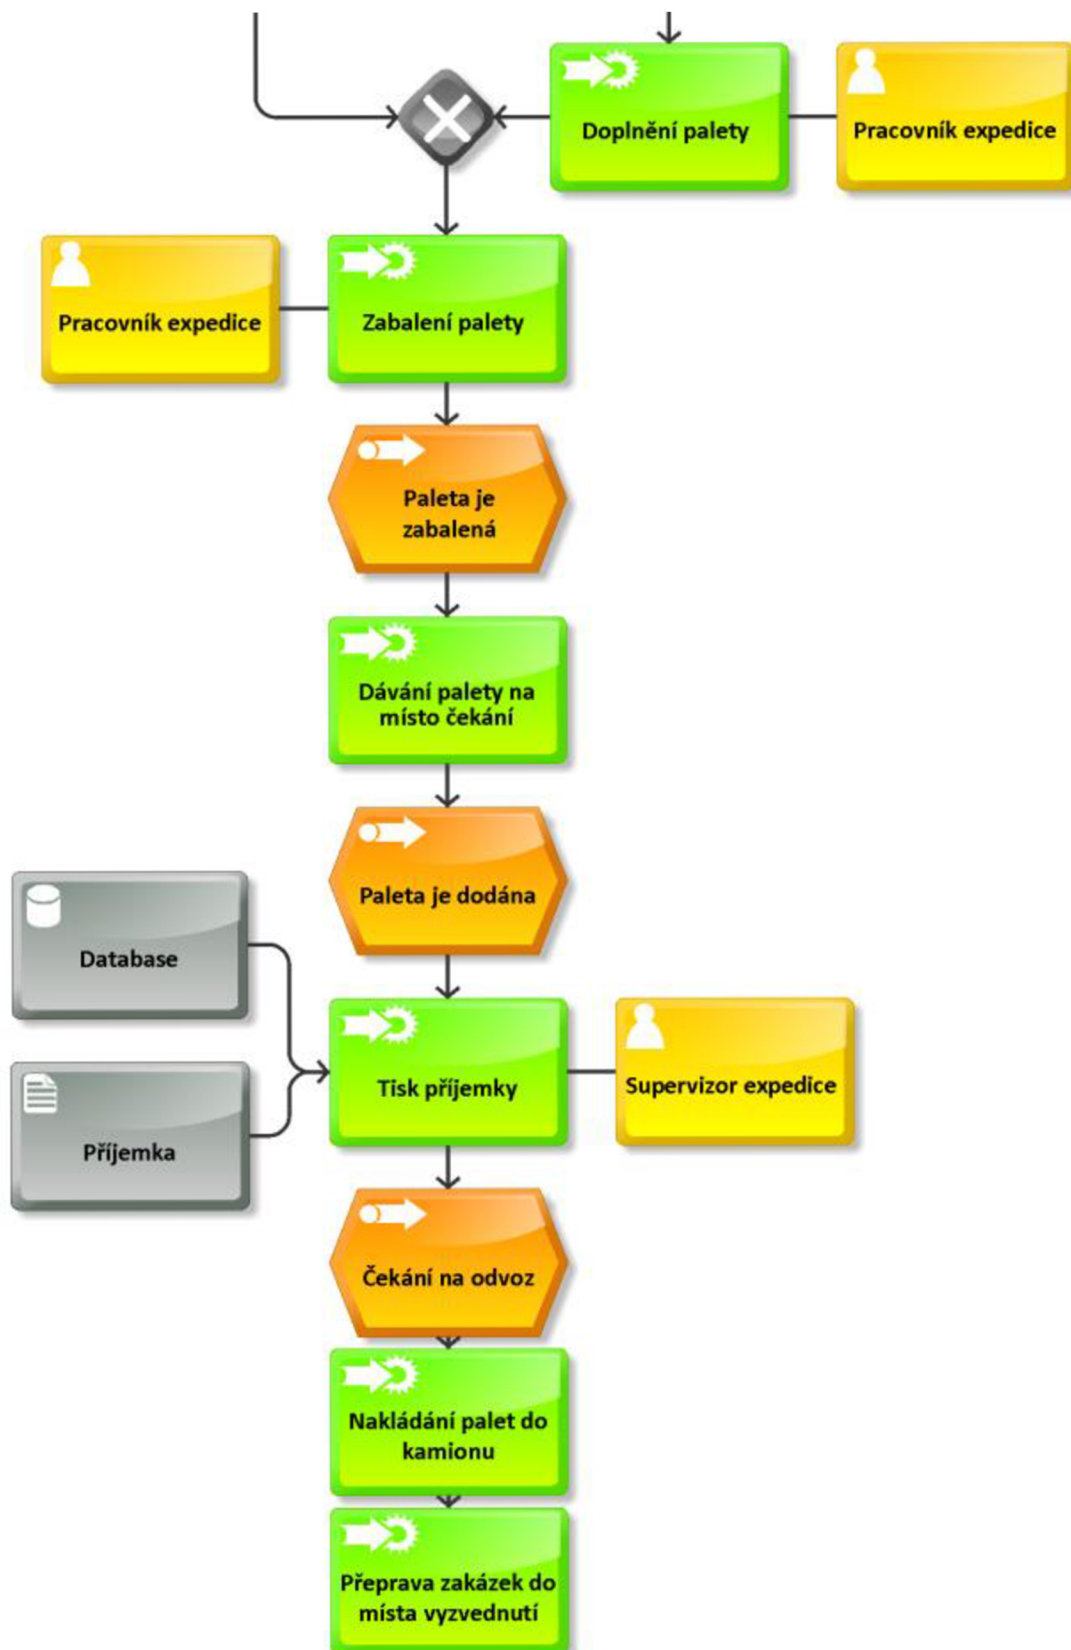 Doplnění palety
Pracovník expedice
Pracovník expedice
Zabalení palety
Paleta je
zabalená
Dávání palety na
místo čekání
Paleta je dodána
Database
Příjemka
Tisk příjemky
Supervizor expedice
Čekání na odvoz
Nakládání palet do
kamionu
Přeprava zakázek do
místa vyzvednutí